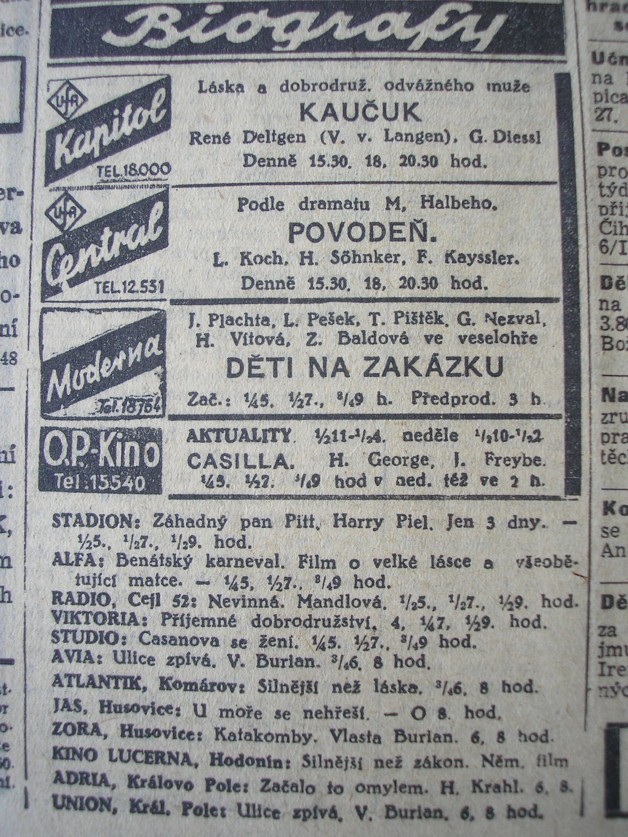 Biografy
UFA
Kapitol
TEL.18.000
Láska a dobrodruž. odvážného muže
KAUČUK
René Deltgen (V. v. Langen), G. Diessl
Denně 15.30, 18, 20.30 hod.
UFA
Central
TEL.12.531
Podle dramatu M, Halbeho.
POVODEŇ.
L. Koch, H. Söhnker, F. Kayssler.
Denně 15.30, 18, 20.30 hod.
Moderna
Tel.18764
J. Plachta, L. Pešek, T. Pištěk, G. Nezval,
H. Vítová, Z. Baldová ve veselohře
DĚTI NA ZAKÁZKU
Zač.: ¼5, ½7., ¾9 h. Předprod. 3 h.
O.P.-Kino
Tel.:15540
AKTUALITY. ½11-½4. neděle ½10-½2
CASILLA. H. George, J. Freybe.
¼5. ½7. ¾9 hod v ned. též ve 2 h.
STADION: Záhadný pan Pitt, Harry Piel. Jen 3 dny. —
½5., ½7., ½9. hod.
ALFA: Benátský karneval. Film o velké lásce a všeobě-
tující matce. — ¼5, ½7., ¾9 hod.
RADIO, Cejl 52: Nevinná. Mandlová, ½5., ½7., ½9. hod.
VIKTORIA: Příjemné dobrodružství, 4, ¼7, ½9. hod.
STUDIO: Casanova se žení. ¼5. ½7., ¾9 hod.
AVIA: Ulice zpívá. V. Burian. ¾6. 8 hod.
ATLANTIK, Komárov: Silnější než láska. ¾6, 8 hod.
JAS, Husovice: U moře se nehřeší. — O 8. hod.
ZORA, Husovice: Katakomby. Vlasta Burian. 6, 8 hod.
KINO LUCERNA, Hodonín: Silnější než zákon. Něm. film
ADRIA, Královo Pole: Začalo to omylem. H. Krahl. 6, 8.
UNION, Král. Pole: Ulice zpívá, V. Burian. 6, 8 hod.